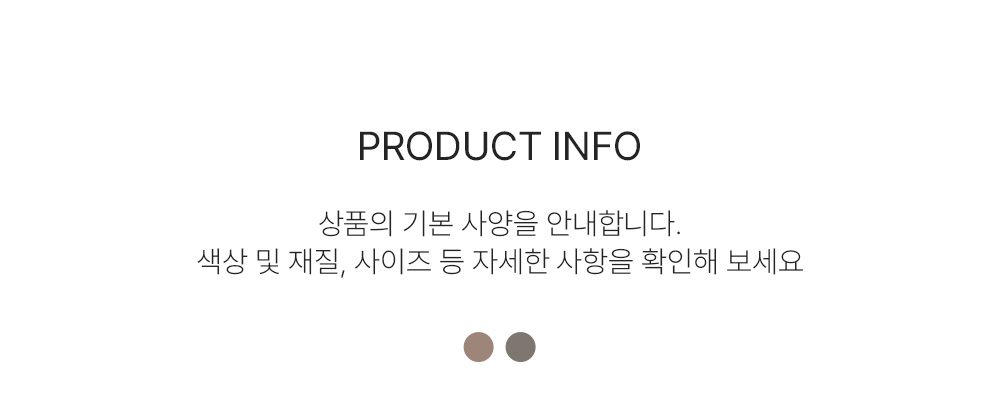 PRODUCT INFO
상품의 기본 사양을 안내합니다.
색상 및 재질, 사이즈 등 자세한 사항을 확인해 보세요